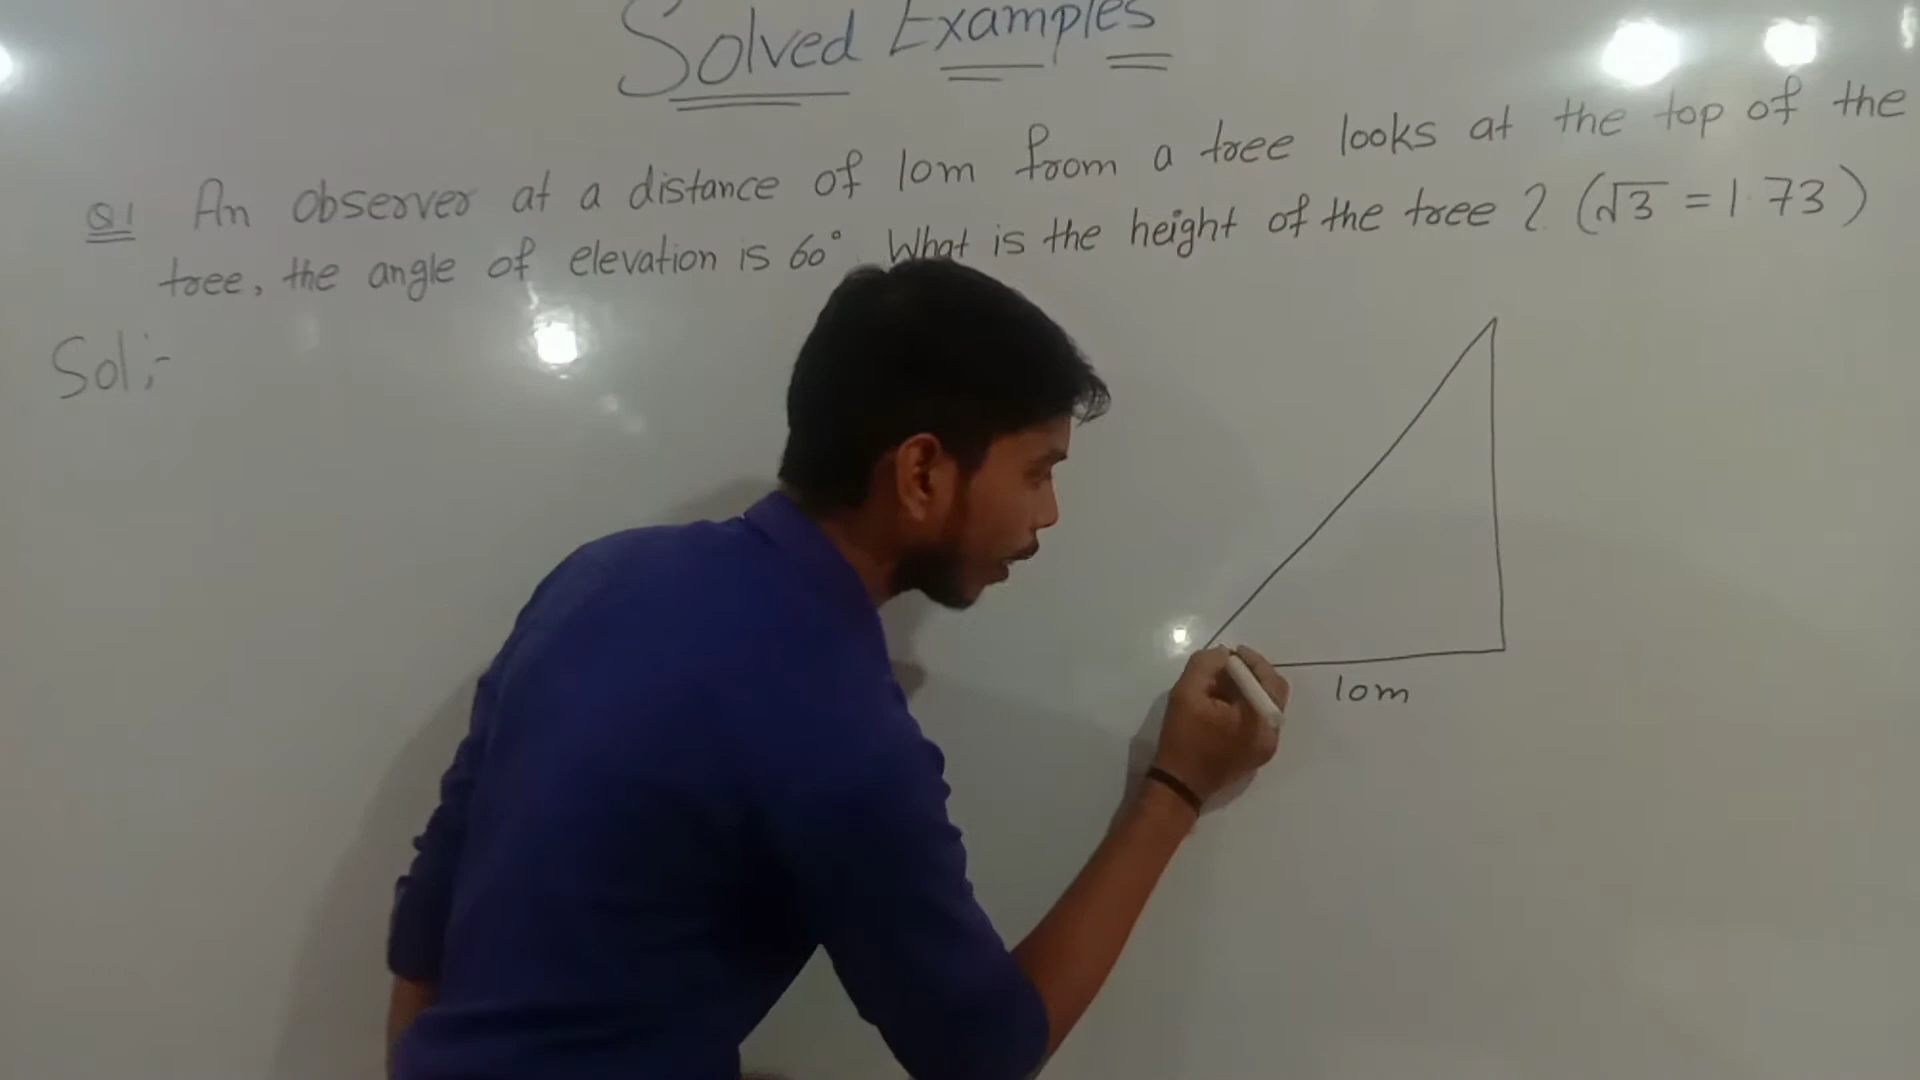 Solved Examples
Q1 An observer at a distance of 10m from a tree looks at the top of the
tree, the angle of elevation is 60°. What is the height of the tree? (√3 = 1.73)
Sol:-
10m